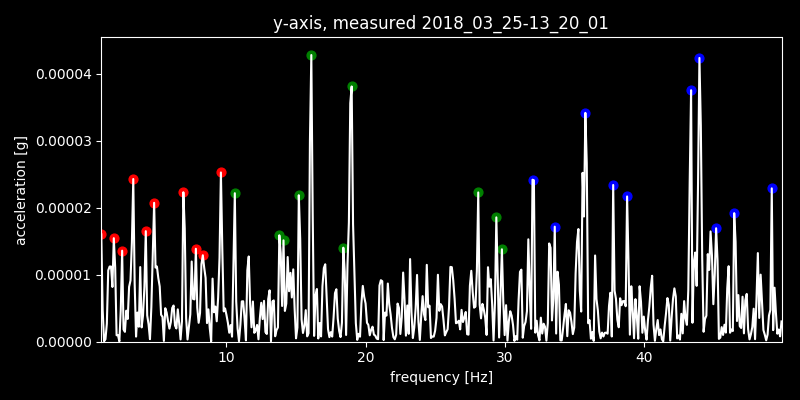 y-axis, measured 2018_03_25-13_20_01
acceleration [g]
0.00004
0.00003
0.00002
0.00001
0.00000
10 20 30 40
frequency [Hz]